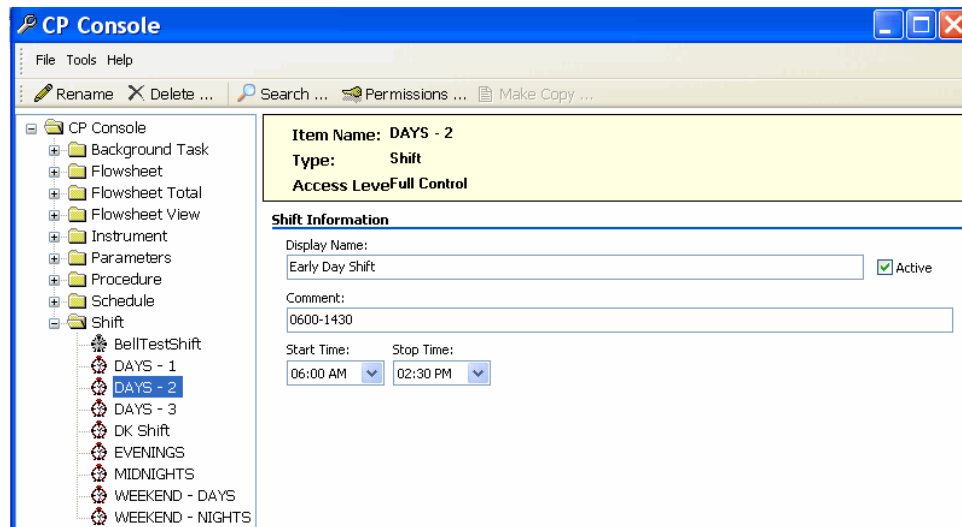 CP Console
File Tools Help
Rename Delete ... Search ... Permissions ... Make Copy ...
CP Console
Background Task
Flowsheet
Flowsheet Total
Flowsheet View
Instrument
Parameters
Procedure
Schedule
Shift
BellTestShift
DAYS - 1
DAYS - 2
DAYS - 3
DK Shift
EVENINGS
MIDNIGHTS
WEEKEND - DAYS
WEEKEND - NIGHTS
Item Name: DAYS - 2
Type: Shift
Access Leve Full Control
Shift Information
Display Name:
Early Day Shift Active
Comment:
0600-1430
Start Time: Stop Time:
06:00 AM 02:30 PM